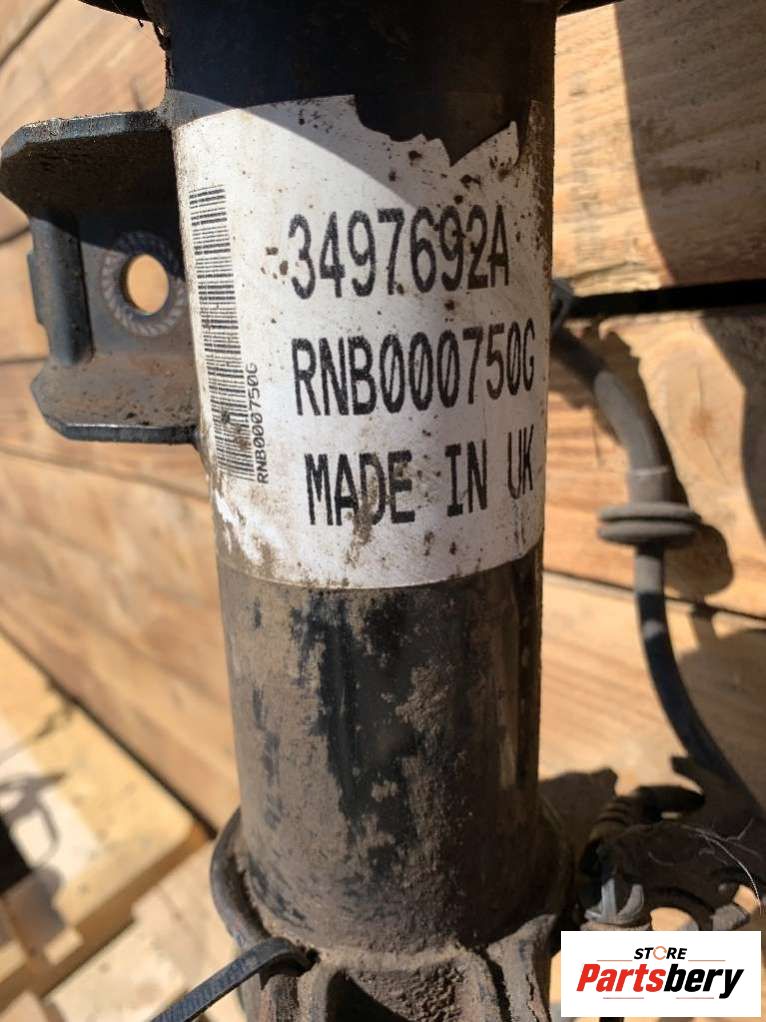 3497692A
RNB000750G
MADE IN UK
RNB000750G
STORE
Partsbery